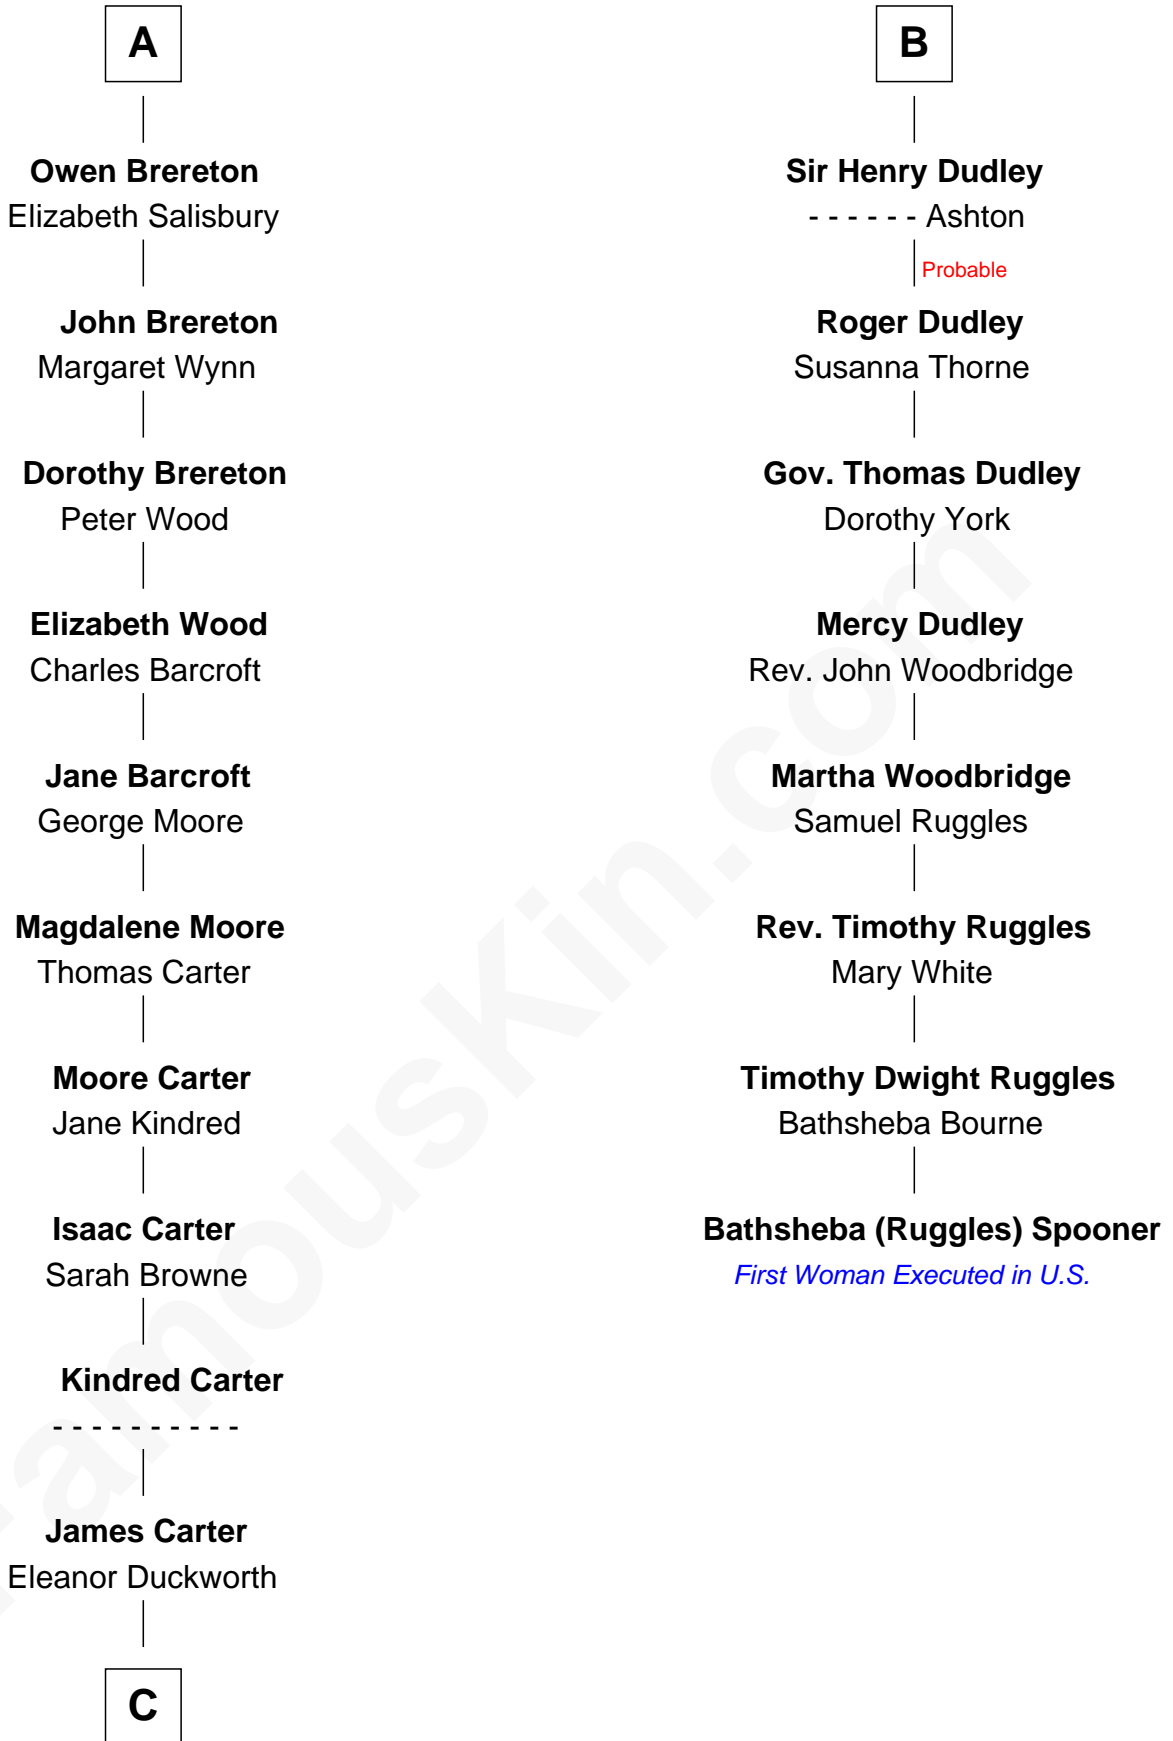 A
Owen Brereton
Elizabeth Salisbury
John Brereton
Margaret Wynn
Dorothy Brereton
Peter Wood
Elizabeth Wood
Charles Barcroft
Jane Barcroft
George Moore
Magdalene Moore
Thomas Carter
Moore Carter
Jane Kindred
Isaac Carter
Sarah Browne
Kindred Carter
- - - - - - - - - -
James Carter
Eleanor Duckworth
C
B
Sir Henry Dudley
- - - - - - Ashton
Probable
Roger Dudley
Susanna Thorne
Gov. Thomas Dudley
Dorothy York
Mercy Dudley
Rev. John Woodbridge
Martha Woodbridge
Samuel Ruggles
Rev. Timothy Ruggles
Mary White
Timothy Dwight Ruggles
Bathsheba Bourne
Bathsheba (Ruggles) Spooner
First Woman Executed in U.S.
FamousKin.com